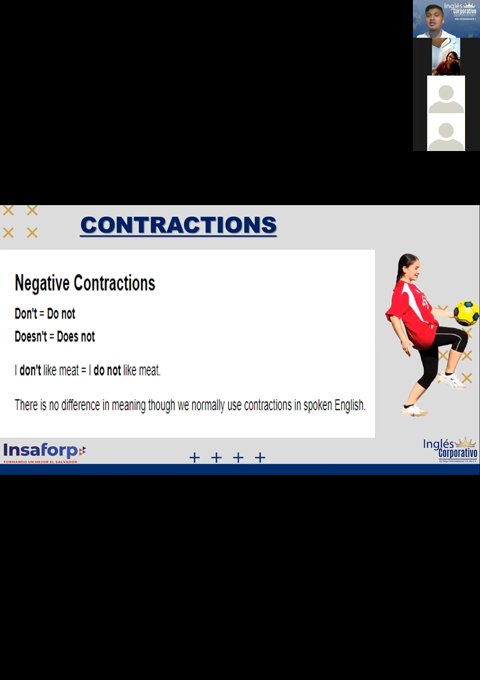 Inglés
Corporativo
CONTRACTIONS
Negative Contractions
Don't = Do not
Doesn't = Does not
I don't like meat = I do not like meat.
There is no difference in meaning though we normally use contractions in spoken English.
Insaforp
FORMANDO UN MEJOR EL SALVADOR
Inglés
Corporativo